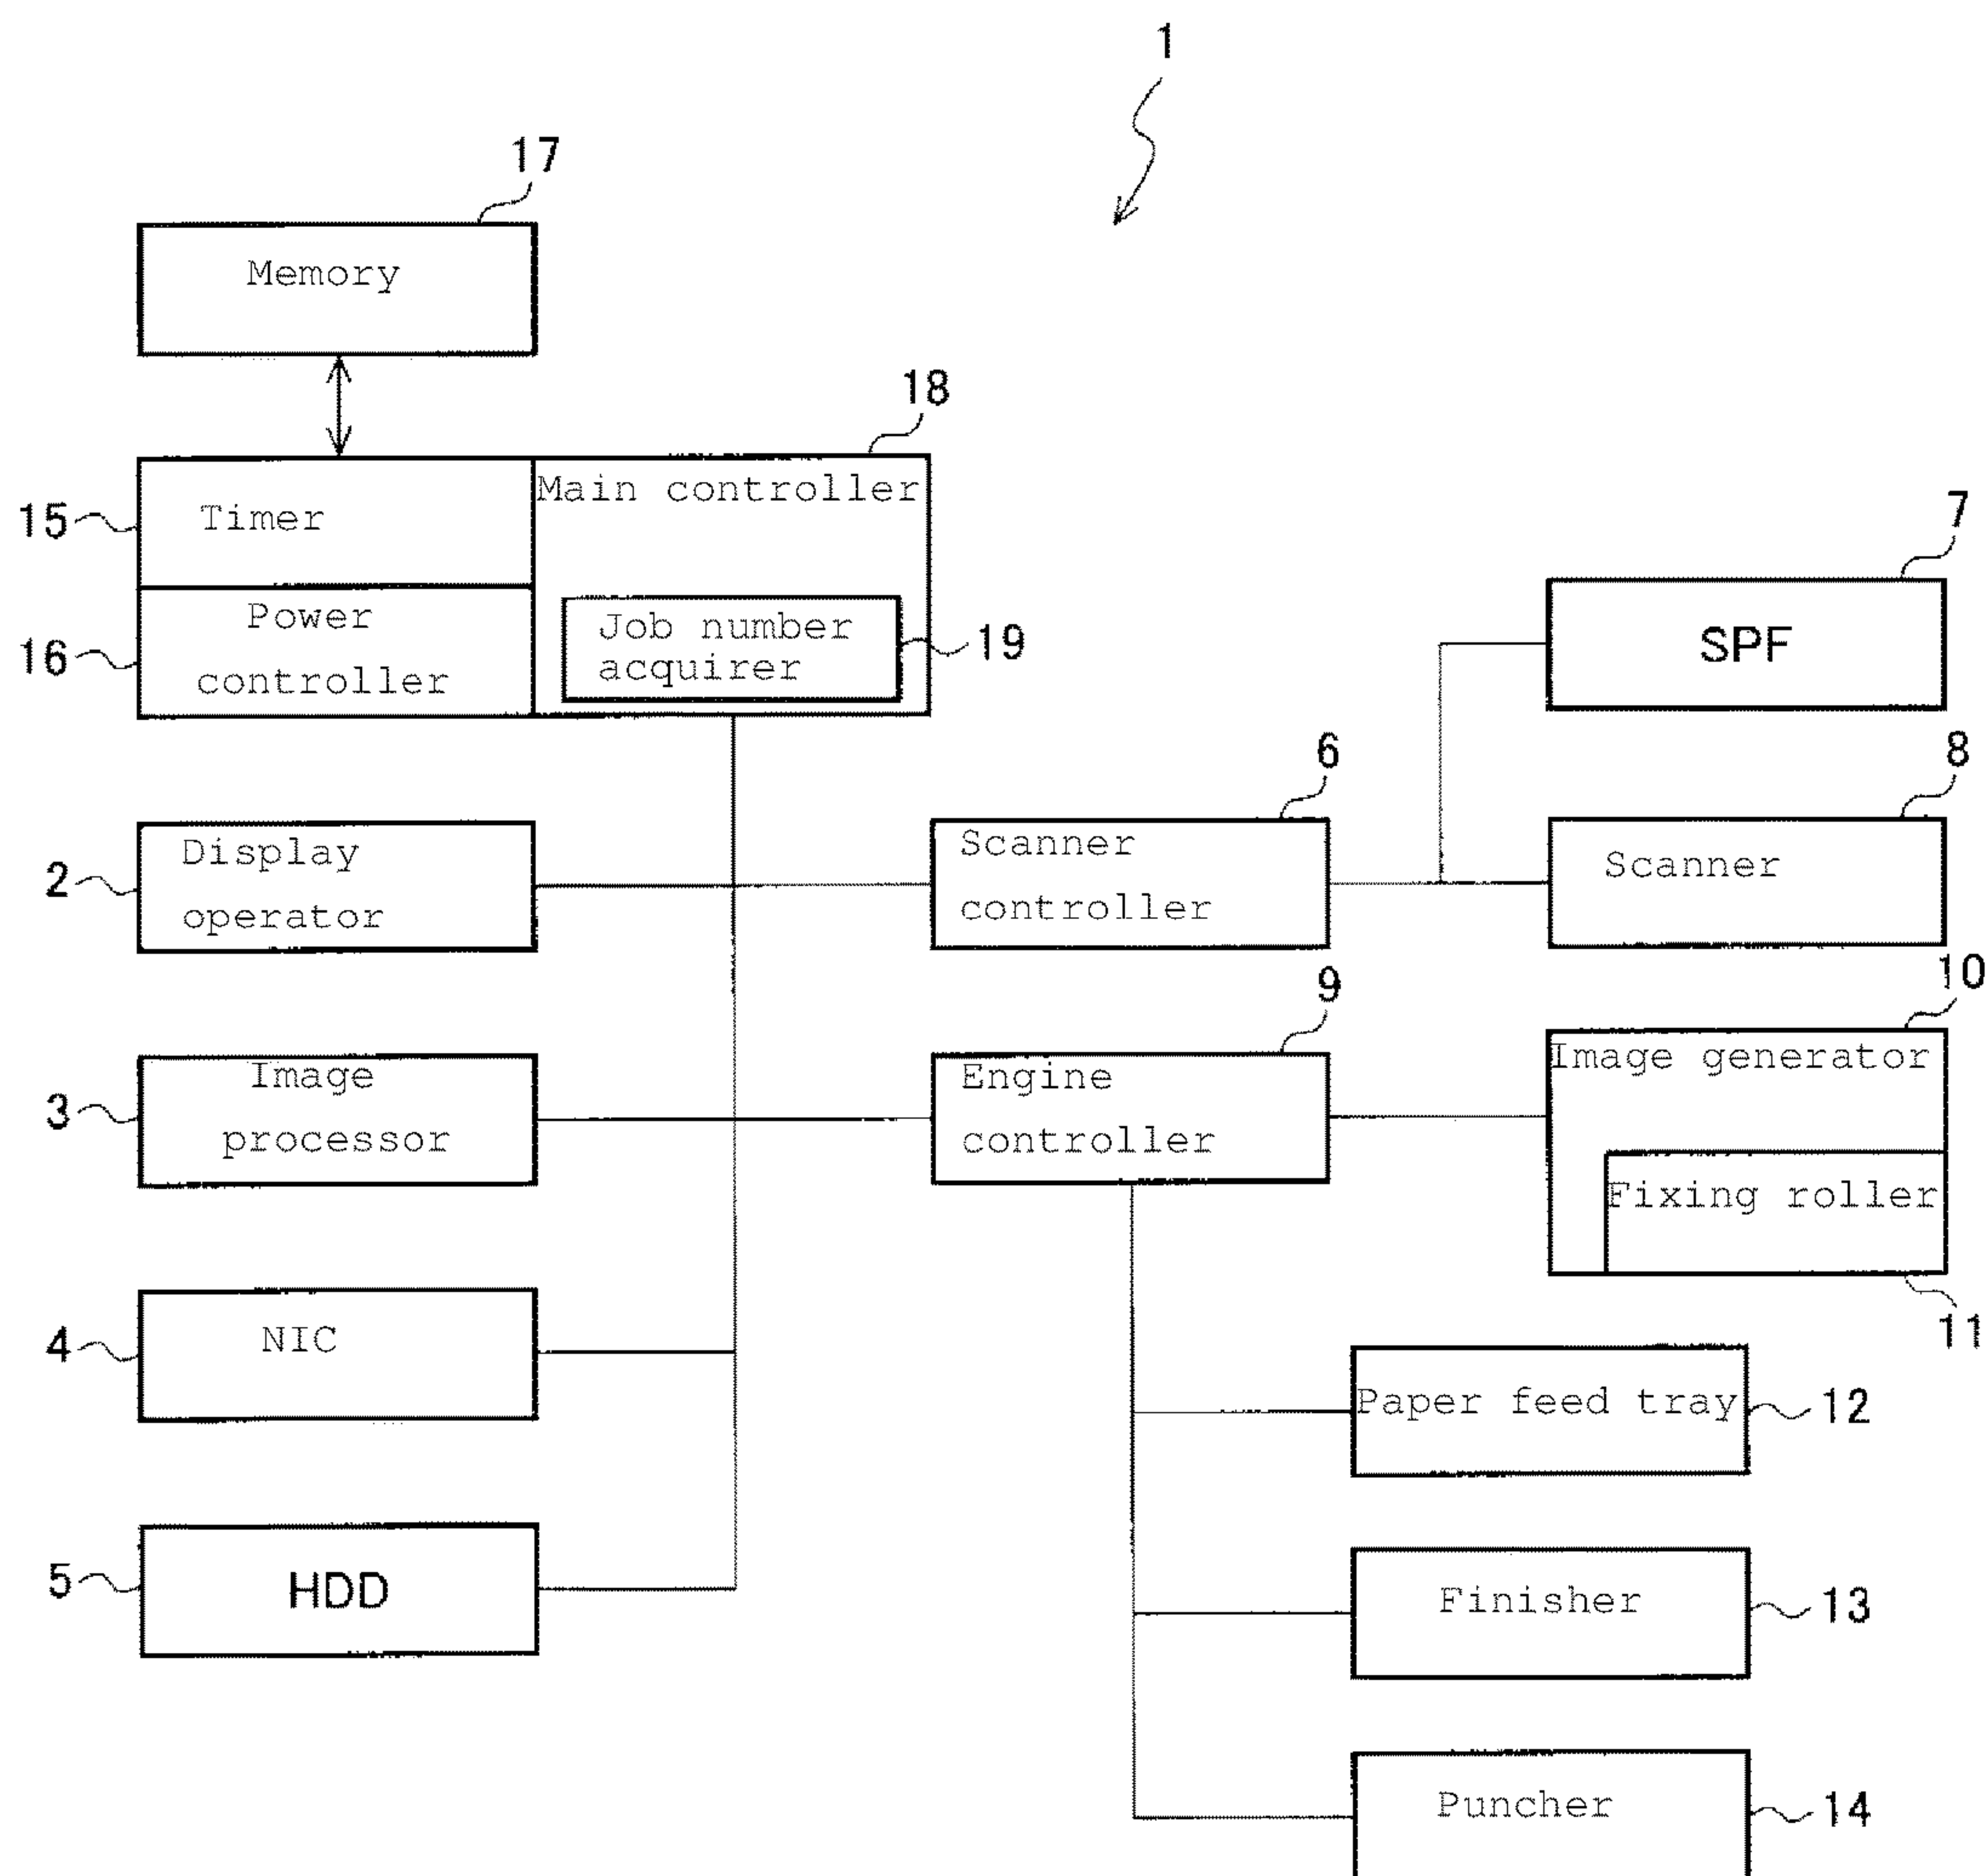 1
17
Memory
18
Main controller
15
Timer
Power
controller
16
Job number
acquirer
19
7
SPF
6
8
Display
operator
2
Scanner
controller
Scanner
9
10
Image
processor
3
Engine
controller
Image generator
Fixing roller
11
4
NIC
Paper feed tray
12
5
HDD
Finisher
13
Puncher
14